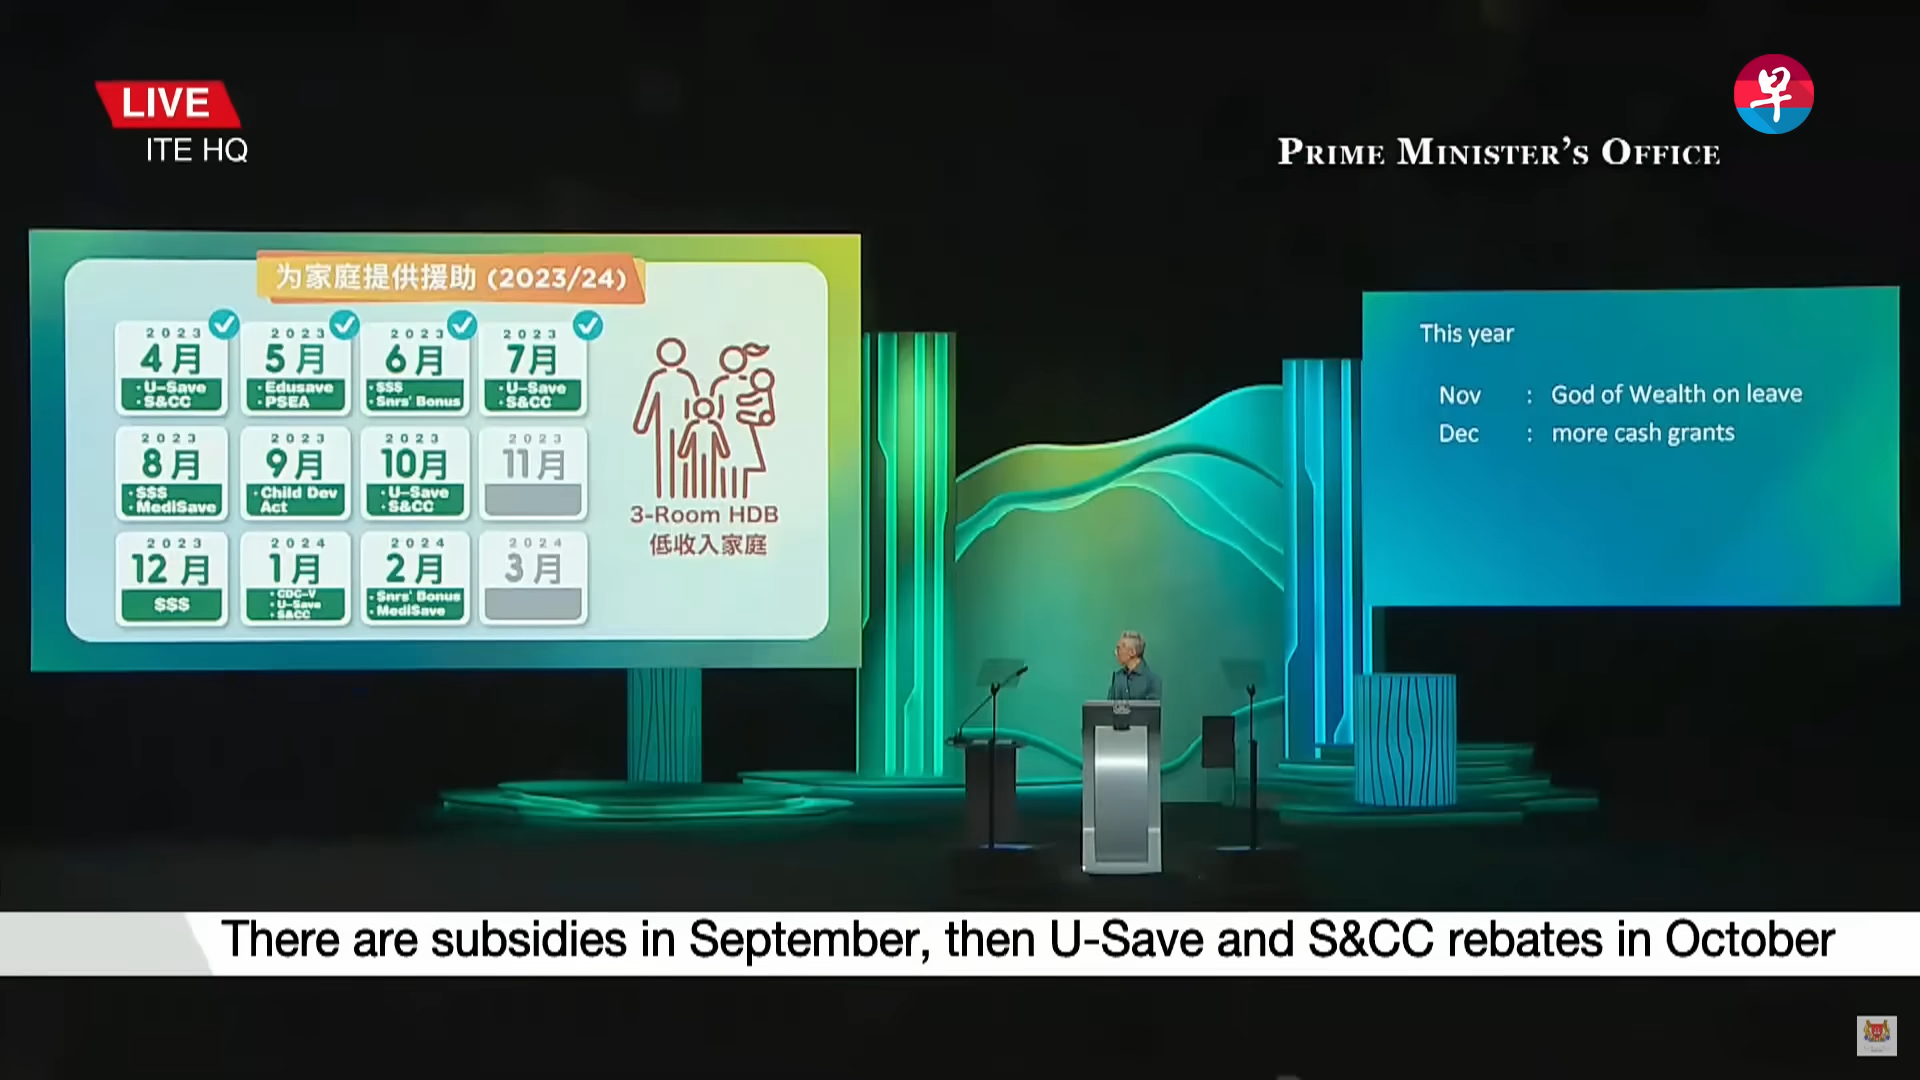 LIVE
ITE HQ
早
PRIME MINISTER'S OFFICE
为家庭提供援助 (2023/24)
2023
4月
· U-Save
· S&CC
2023
5月
· Edusave
· PSEA
2023
6月
· $$$
· Snrs' Bonus
2023
7月
· U-Save
· S&CC
2023
8月
· $$$
· MediSave
2023
9月
· Child Dev
Act
2023
10月
· U-Save
· S&CC
2023
11月
2023
12月
$$$
2024
1月
· CDC-V
· U-Save
· S&CC
2024
2月
· Snrs' Bonus
· MediSave
2024
3月
3-Room HDB
低收入家庭
This year
Nov : God of Wealth on leave
Dec : more cash grants
There are subsidies in September, then U-Save and S&CC rebates in October